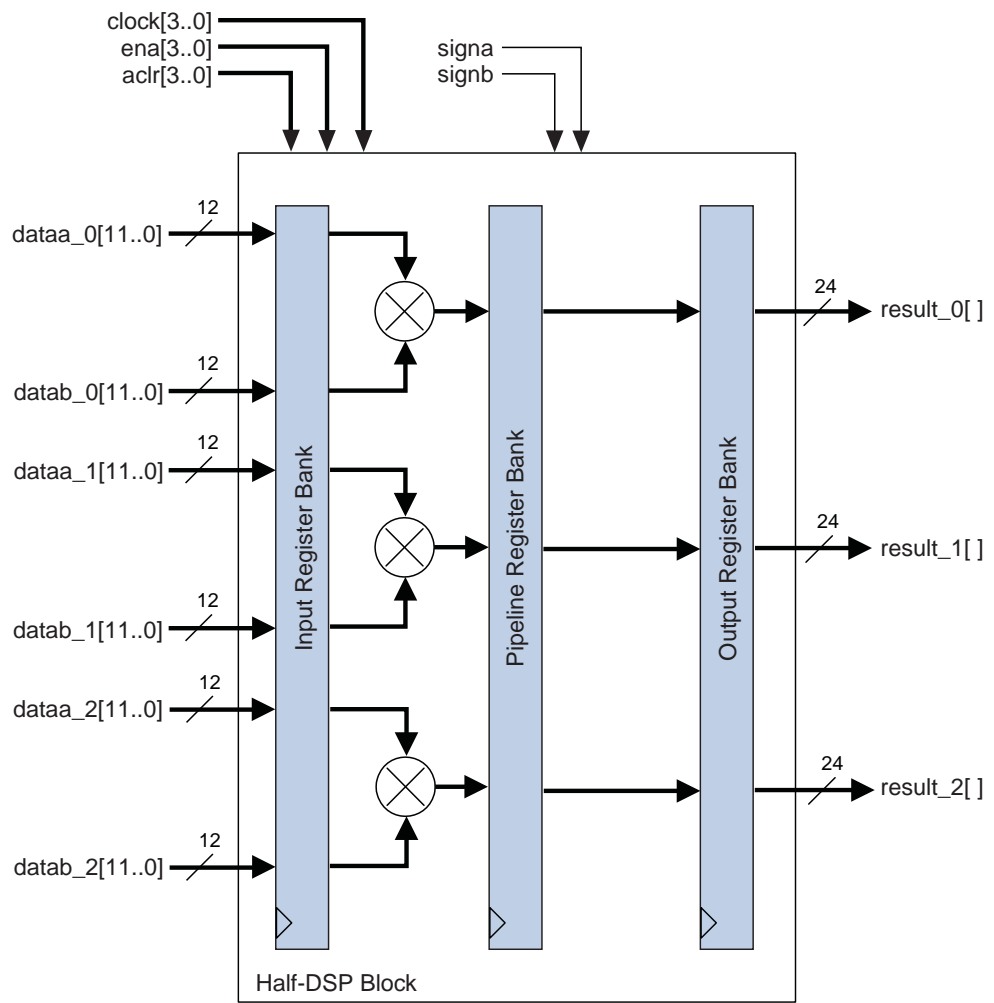 clock[3..0]
ena[3..0]
aclr[3..0]
signa
signb
12
dataa_0[11..0]
24
result_0[ ]
12
datab_0[11..0]
12
dataa_1[11..0]
24
result_1[ ]
12
datab_1[11..0]
12
dataa_2[11..0]
24
result_2[ ]
12
datab_2[11..0]
Input Register Bank
Pipeline Register Bank
Output Register Bank
Half-DSP Block